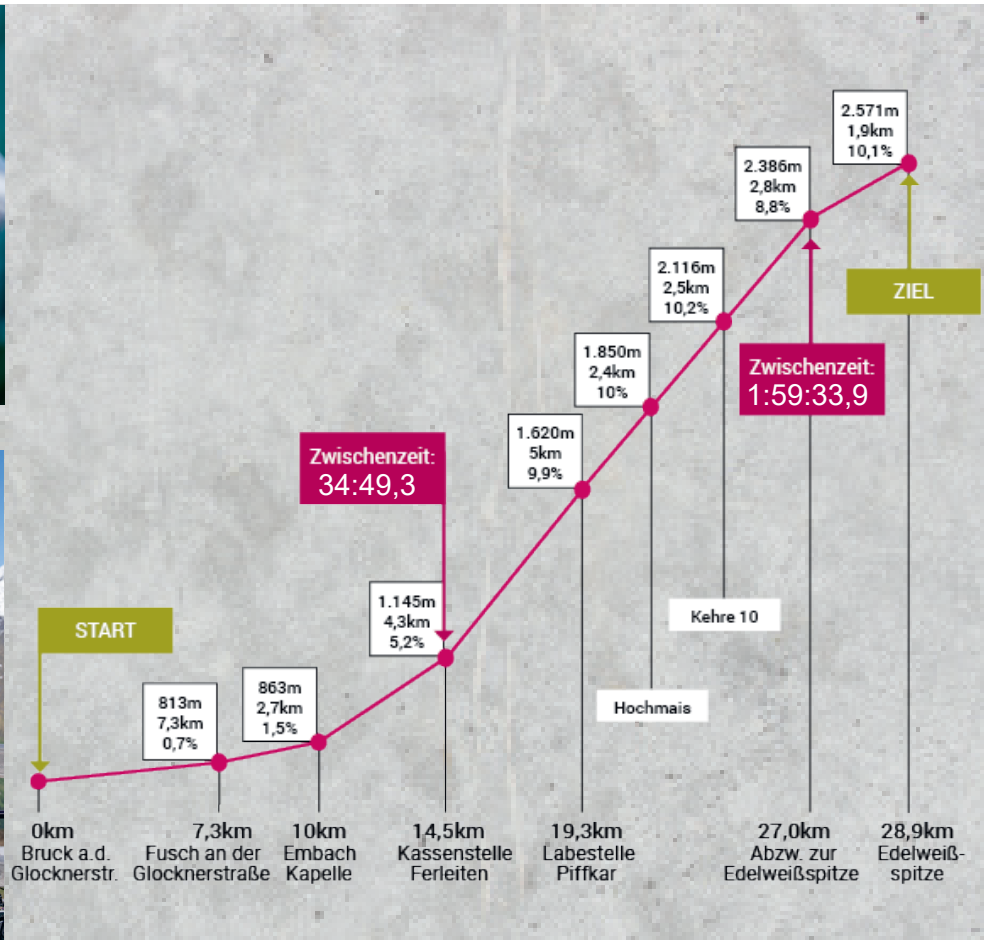 START
813m
7,3km
0,7%
863m
2,7km
1,5%
1.145m
4,3km
5,2%
Zwischenzeit:
34:49,3
1.620m
5km
9,9%
1.850m
2,4km
10%
2.116m
2,5km
10,2%
2.386m
2,8km
8,8%
2.571m
1,9km
10,1%
ZIEL
Zwischenzeit:
1:59:33,9
Kehre 10
Hochmais
0km
Bruck a.d.
Glocknerstr.
7,3km
Fusch an der
Glocknerstraße
10km
Embach
Kapelle
14,5km
Kassenstelle
Ferleiten
19,3km
Labestelle
Piffkar
27,0km
Abzw. zur
Edelweißspitze
28,9km
Edelweiß-
spitze